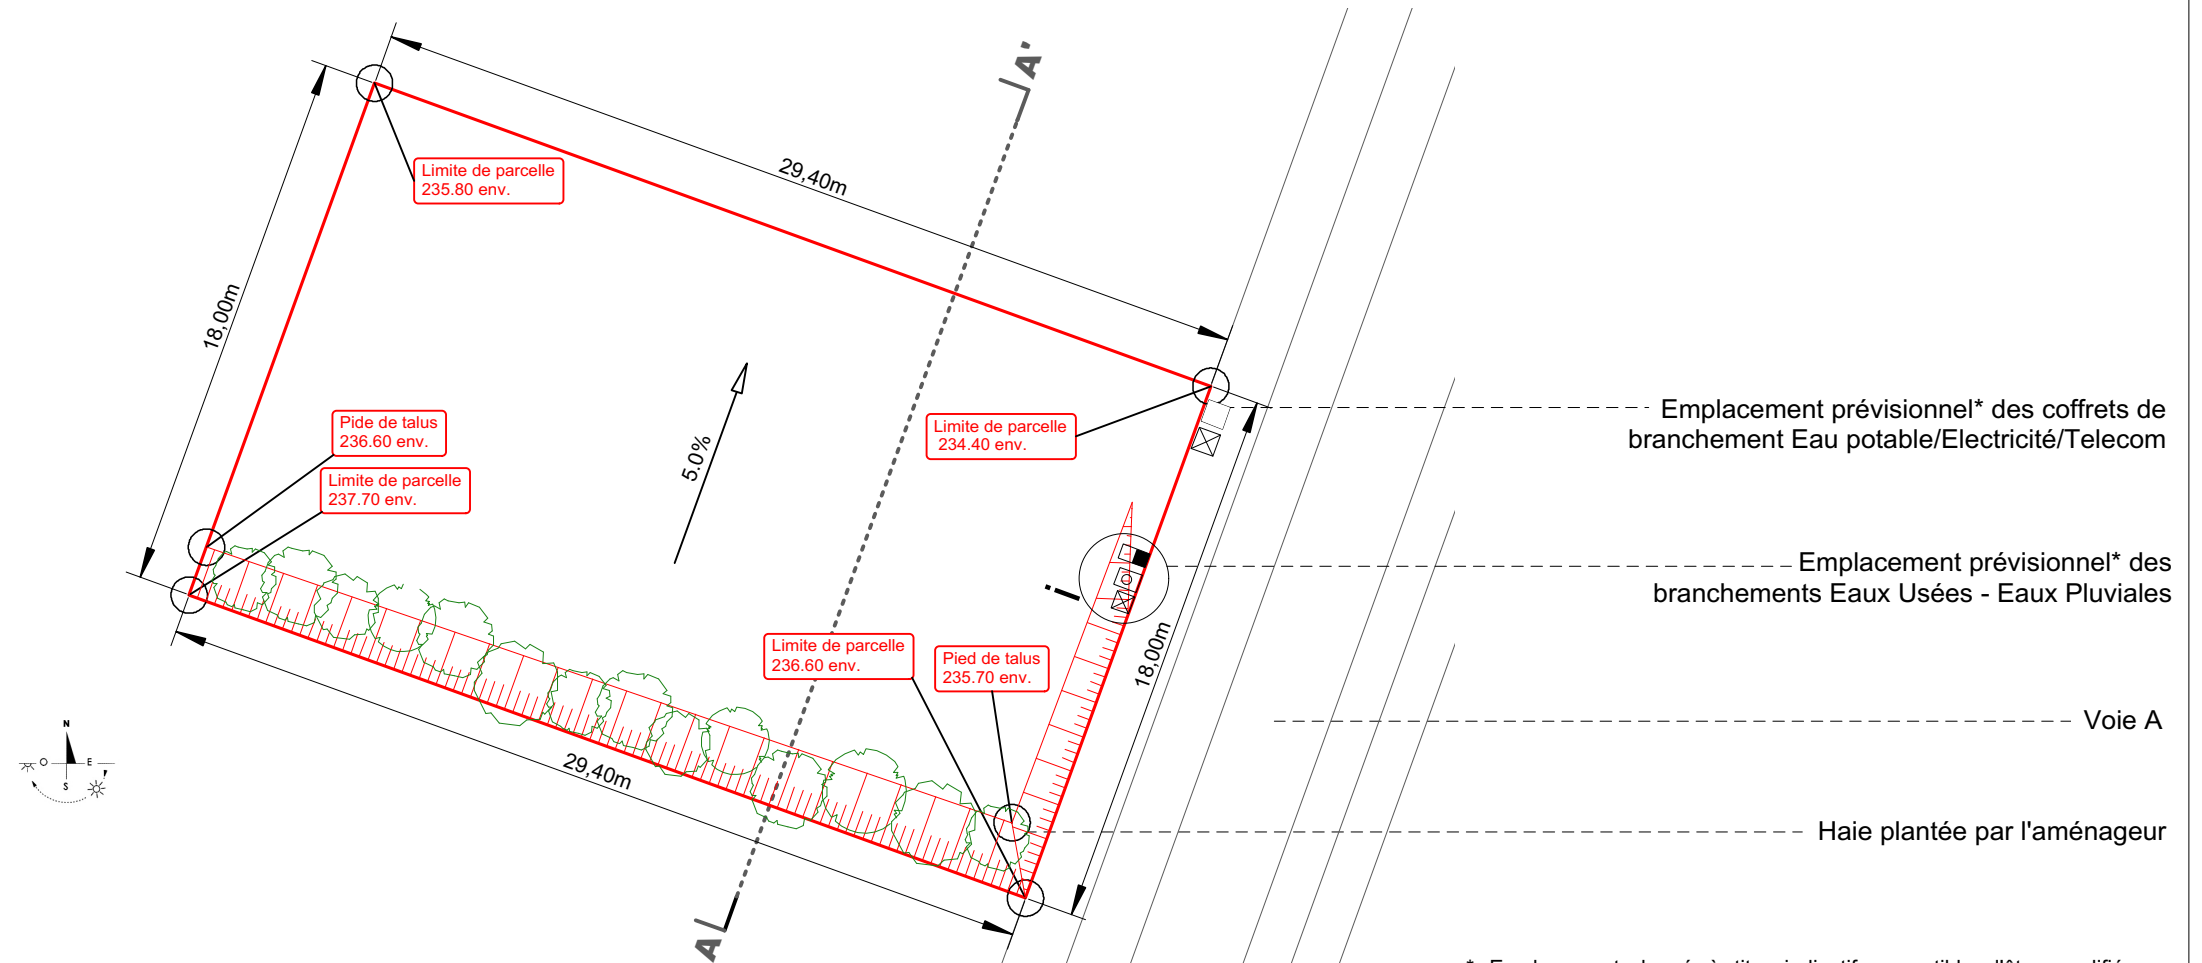 A'
29,40m
Limite de parcelle
235.80 env.
18,00m
Pide de talus
236.60 env.
Limite de parcelle
237.70 env.
5.0%
Limite de parcelle
234.40 env.
Emplacement prévisionnel* des coffrets de
branchement Eau potable/Electricité/Telecom
Emplacement prévisionnel* des
branchements Eaux Usées - Eaux Pluviales
18,00m
Limite de parcelle
236.60 env.
Pied de talus
235.70 env.
Voie A
N
O
E
S
29,40m
Haie plantée par l'aménageur
A